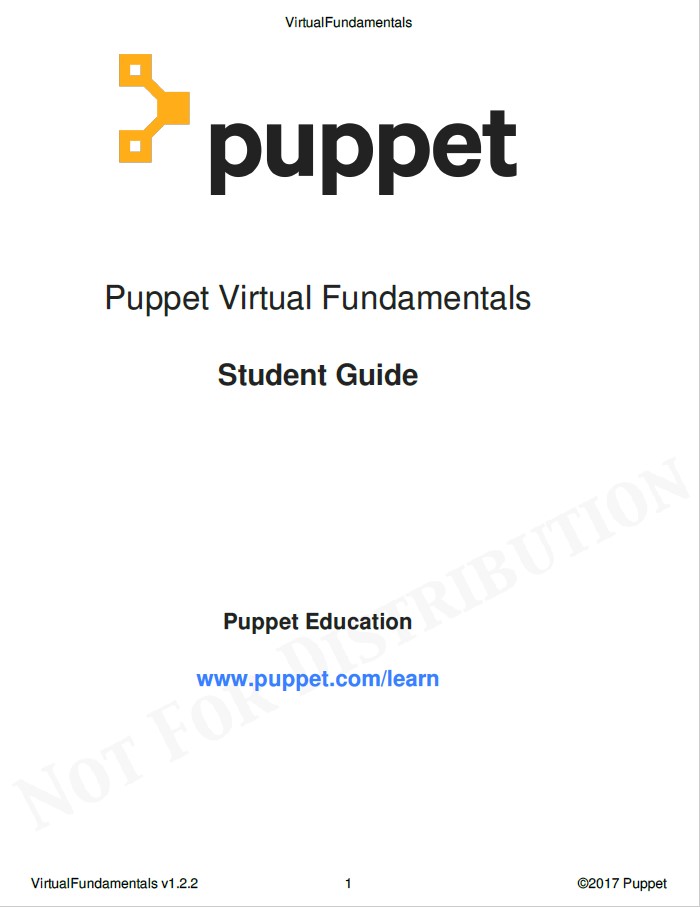 VirtualFundamentals
puppet
Puppet Virtual Fundamentals
Student Guide
Puppet Education
www.puppet.com/learn
NOT FOR DISTRIBUTION
VirtualFundamentals v1.2.2 1 ©2017 Puppet